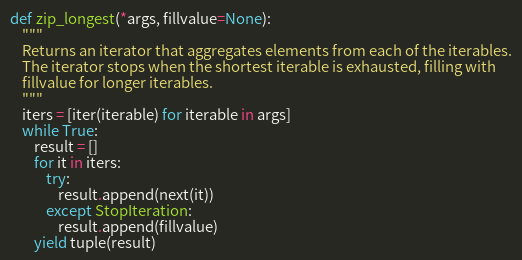 def zip_longest(*args, fillvalue=None):
    """
    Returns an iterator that aggregates elements from each of the iterables.
    The iterator stops when the shortest iterable is exhausted, filling with
    fillvalue for longer iterables.
    """
    iters = [iter(iterable) for iterable in args]
    while True:
        result = []
        for it in iters:
            try:
                result.append(next(it))
            except StopIteration:
                result.append(fillvalue)
        yield tuple(result)